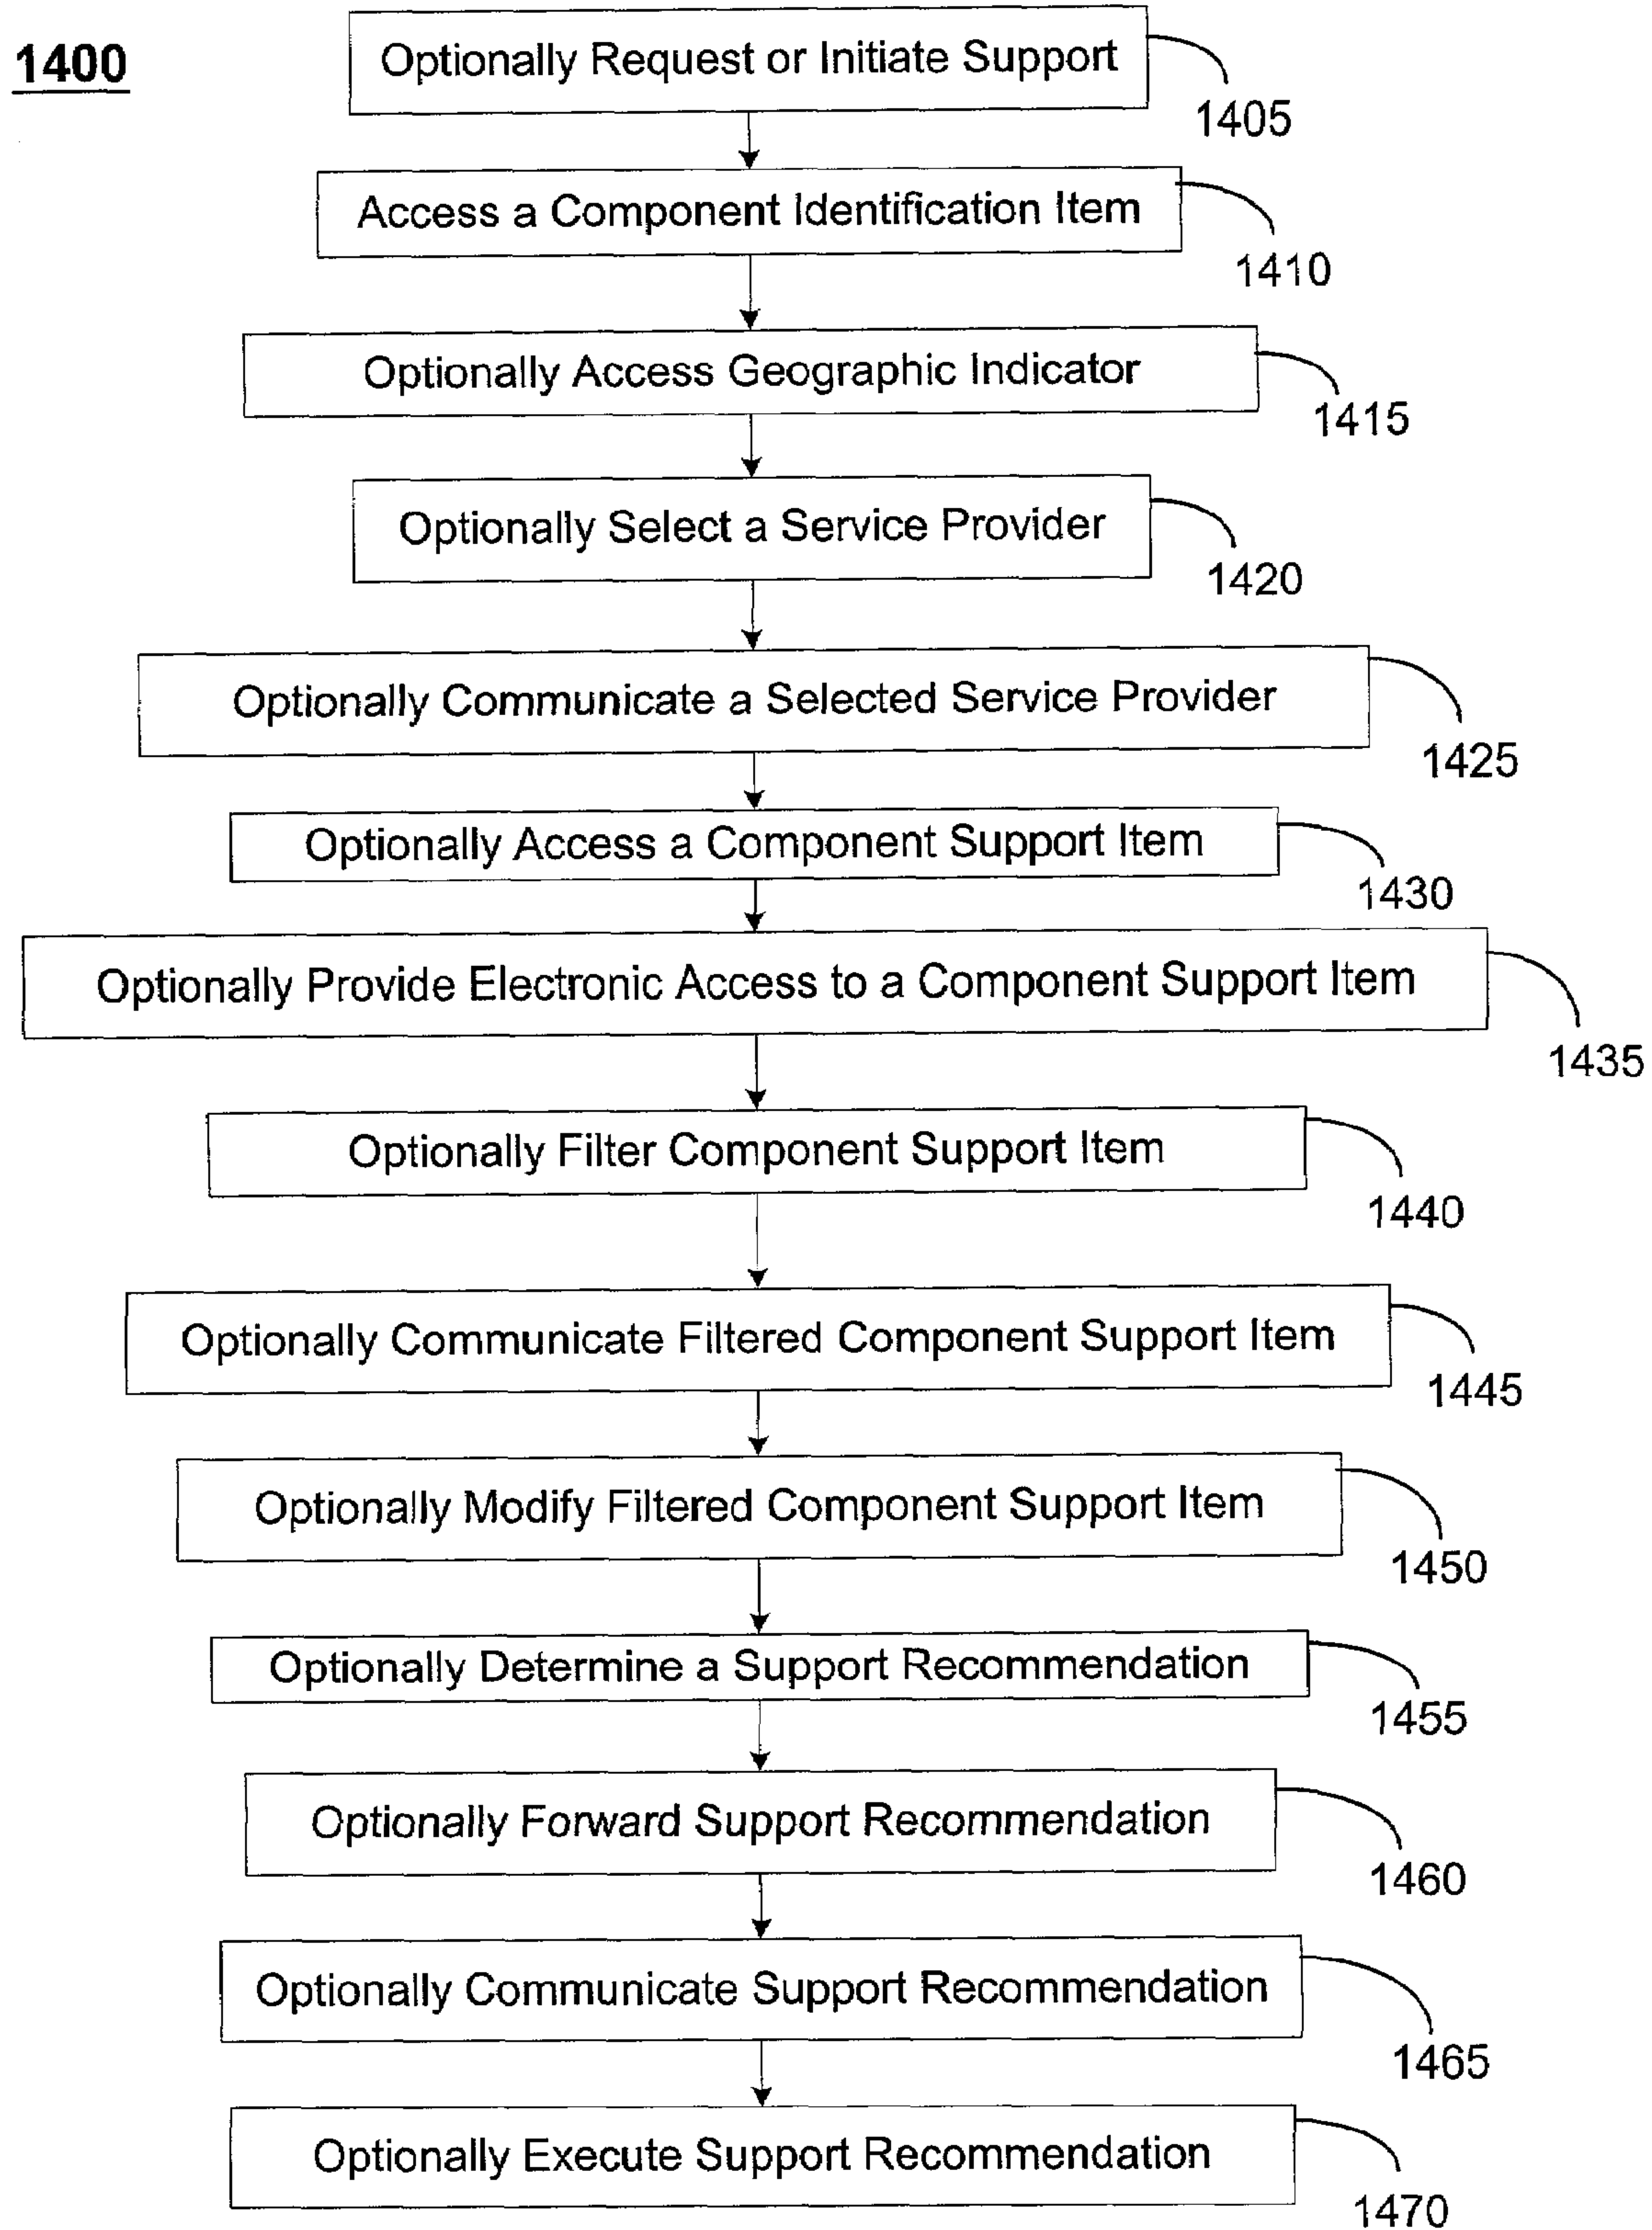 1400
Optionally Request or Initiate Support
1405
Access a Component Identification Item
1410
Optionally Access Geographic Indicator
1415
Optionally Select a Service Provider
1420
Optionally Communicate a Selected Service Provider
1425
Optionally Access a Component Support Item
1430
Optionally Provide Electronic Access to a Component Support Item
1435
Optionally Filter Component Support Item
1440
Optionally Communicate Filtered Component Support Item
1445
Optionally Modify Filtered Component Support Item
1450
Optionally Determine a Support Recommendation
1455
Optionally Forward Support Recommendation
1460
Optionally Communicate Support Recommendation
1465
Optionally Execute Support Recommendation
1470